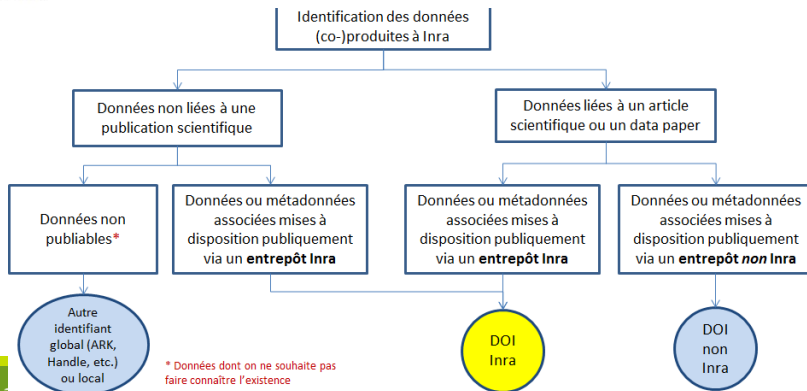 Identification des données
(co-)produites à Inra
Données non liées à une
publication scientifique
Données liées à un article
scientifique ou un data paper
Données non
publiables*
Données ou métadonnées
associées mises à
disposition publiquement
via un entrepôt Inra
Données ou métadonnées
associées mises à
disposition publiquement
via un entrepôt Inra
Données ou métadonnées
associées mises à
disposition publiquement
via un entrepôt non Inra
Autre
identifiant
global (ARK,
Handle, etc.)
ou local
* Données dont on ne souhaite pas
faire connaître l'existence
DOI
Inra
DOI
non
Inra